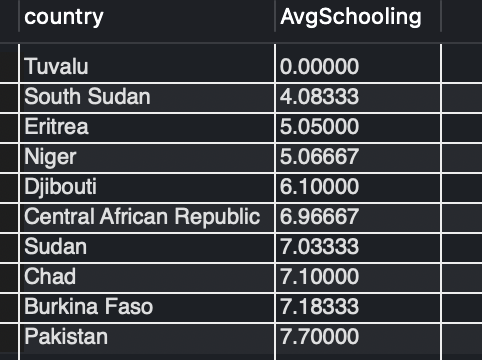 country AvgSchooling
Tuvalu 0.00000
South Sudan 4.08333
Eritrea 5.05000
Niger 5.06667
Djibouti 6.10000
Central African Republic 6.96667
Sudan 7.03333
Chad 7.10000
Burkina Faso 7.18333
Pakistan 7.70000